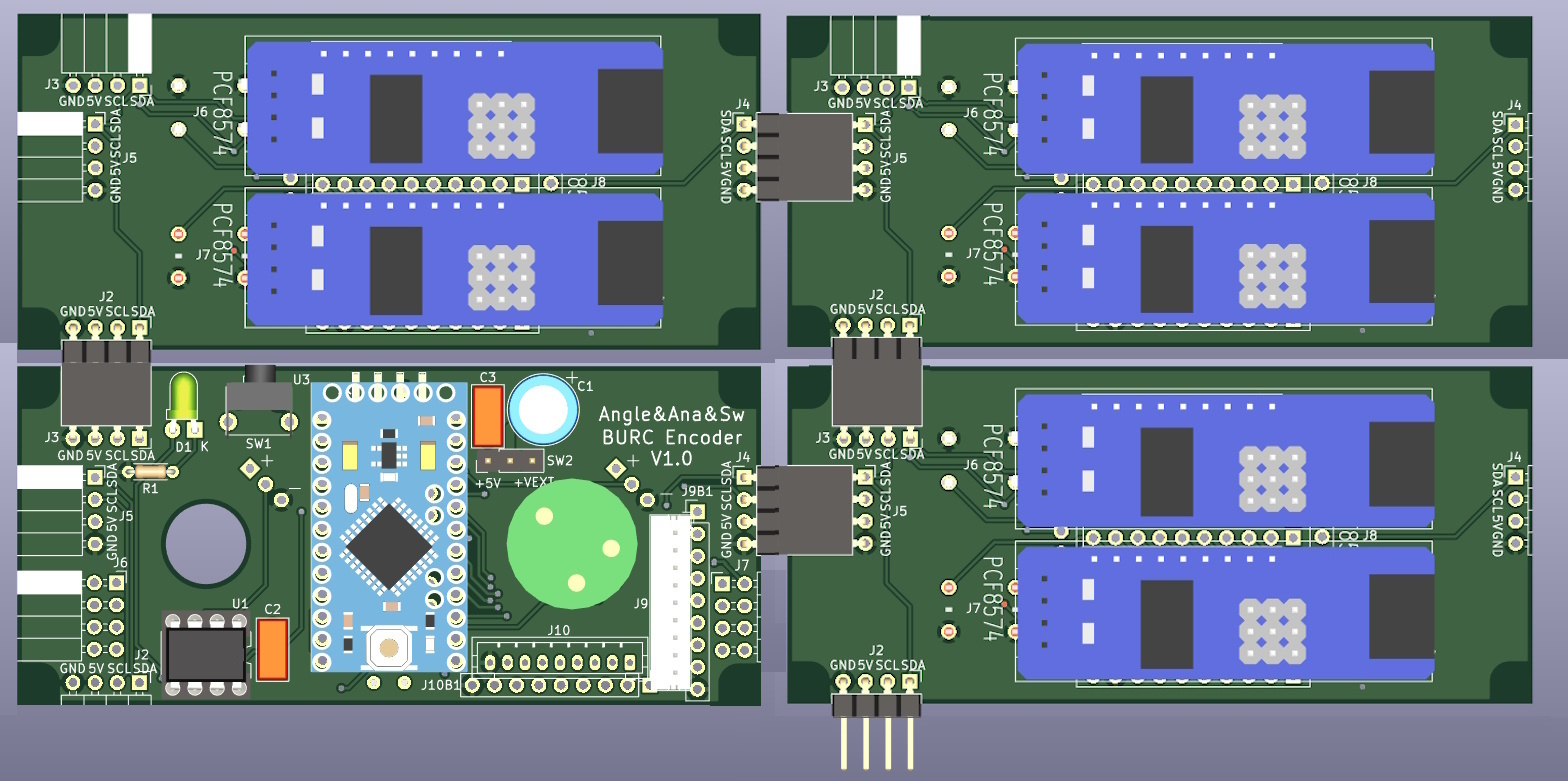 J3
GND 5V SCL SDA
J5
GND 5V SCL SDA
J6
PCF8574
J7
PCF8574
J8
J4
SDA SCL 5V GND
J2
GND 5V SCL SDA
J3
GND 5V SCL SDA
J5
GND 5V SCL SDA
J6
PCF8574
J7
PCF8574
J8
J4
SDA SCL 5V GND
J2
GND 5V SCL SDA
J3
GND 5V SCL SDA
D1 K
R1
SW1
U3
C3
+
C1
Angle&Ana&Sw
BURC Encoder
V1.0
SW2
+5V
+VEXT
+
-
+
-
J5
GND 5V SCL SDA
J6
U1
C2
J2
GND 5V SCL SDA
J10
J10B1
J9
J9B1
J7
J4
GND 5V SCL SDA
J3
GND 5V SCL SDA
J5
GND 5V SCL SDA
J6
PCF8574
J7
PCF8574
J8
J4
SDA SCL 5V GND
J2
GND 5V SCL SDA